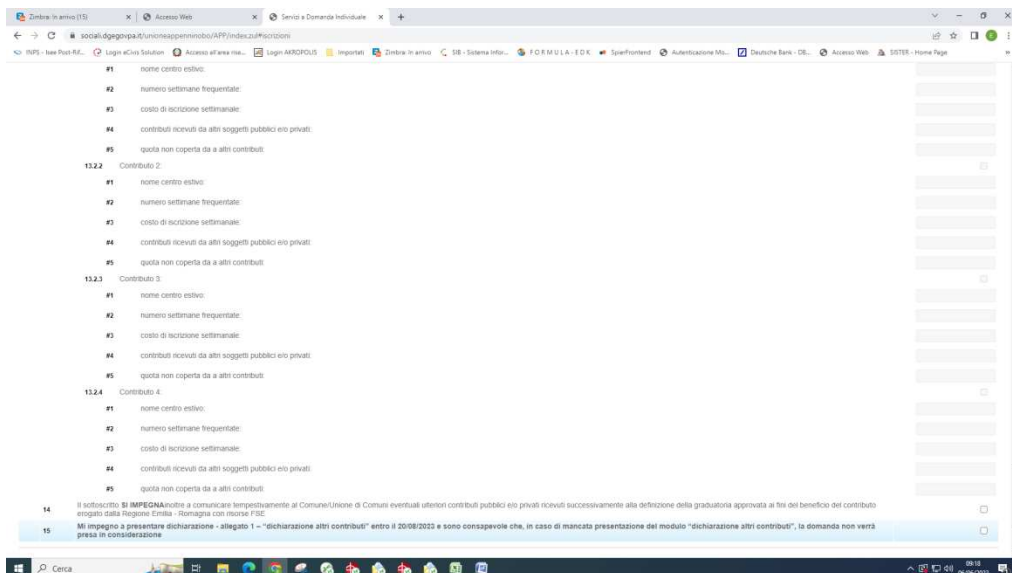 Zimbra: In arrivo (15)
Accesso Web
Servizi a Domanda Individuale
sociali.dgegovpa.it/unioneappenninobo/APP/index.zul#iscrizioni
INPS - Isee Post-Rif...
Login eCivis Solution
Accesso all'area rise...
Login AKROPOLIS
Importati
Zimbra: In arrivo
SIB - Sistema Infor...
F O R M U L A - E D K
SpierFrontend
Autenticazione Mo...
Deutsche Bank - DB...
Accesso Web
SISTER - Home Page
#1 nome centro estivo:
#2 numero settimane frequentate:
#3 costo di iscrizione settimanale:
#4 contributi ricevuti da altri soggetti pubblici e/o privati:
#5 quota non coperta da a altri contributi:
13.2.2 Contributo 2:
#1 nome centro estivo:
#2 numero settimane frequentate:
#3 costo di iscrizione settimanale:
#4 contributi ricevuti da altri soggetti pubblici e/o privati:
#5 quota non coperta da a altri contributi:
13.2.3 Contributo 3:
#1 nome centro estivo:
#2 numero settimane frequentate:
#3 costo di iscrizione settimanale:
#4 contributi ricevuti da altri soggetti pubblici e/o privati:
#5 quota non coperta da a altri contributi:
13.2.4 Contributo 4:
#1 nome centro estivo:
#2 numero settimane frequentate:
#3 costo di iscrizione settimanale:
#4 contributi ricevuti da altri soggetti pubblici e/o privati:
#5 quota non coperta da a altri contributi:
14 Il sottoscritto SI IMPEGNAinoltre a comunicare tempestivamente al Comune/Unione di Comuni eventuali ulteriori contributi pubblici e/o privati ricevuti successivamente alla definizione della graduatoria approvata ai fini del beneficio del contributo
erogato dalla Regione Emilia - Romagna con risorse FSE
15 Mi impegno a presentare dichiarazione - allegato 1 – "dichiarazione altri contributi" entro il 20/08/2023 e sono consapevole che, in caso di mancata presentazione del modulo "dichiarazione altri contributi", la domanda non verrà
presa in considerazione
Cerca
09:18
06/06/2023